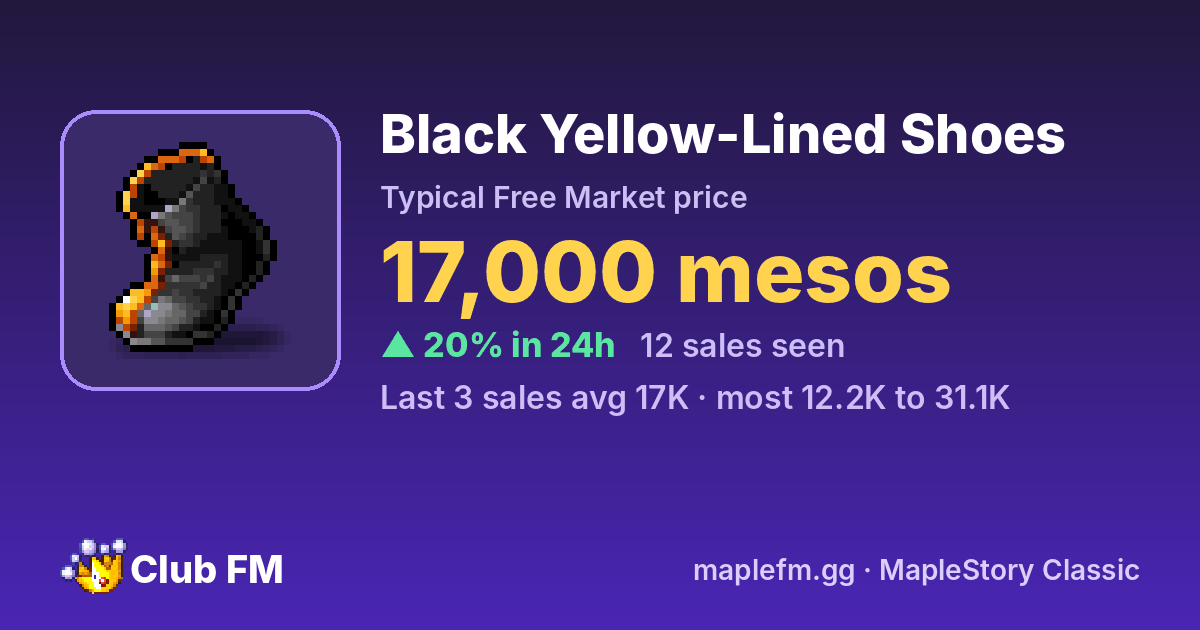 Black Yellow-Lined Shoes
Typical Free Market price
17,000 mesos
▲ 20% in 24h 12 sales seen
Last 3 sales avg 17K · most 12.2K to 31.1K
Club FM
maplefm.gg · MapleStory Classic